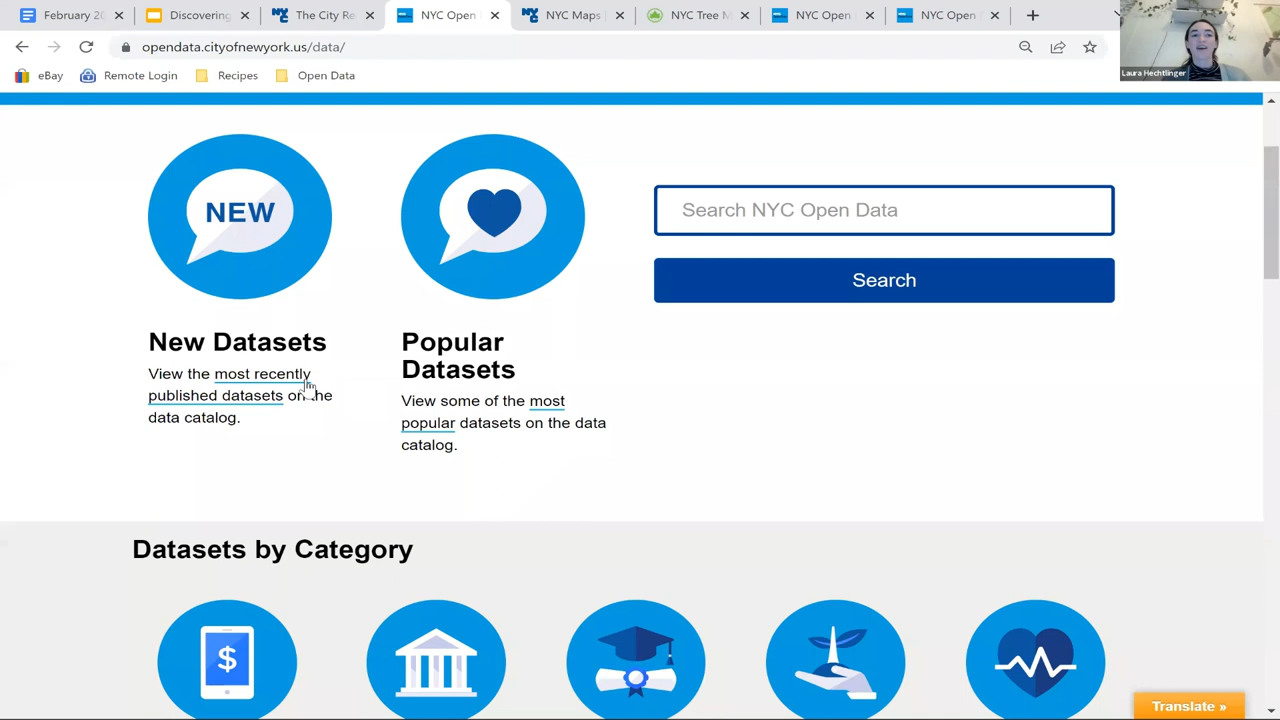 February 20
Discovering
The City Re
NYC Open
NYC Maps
NYC Tree M
NYC Open
NYC Open
opendata.cityofnewyork.us/data/
eBay
Remote Login
Recipes
Open Data
Laura Hechtlinger
NEW
Search NYC Open Data
Search
New Datasets
View the most recently
published datasets on the
data catalog.
Popular
Datasets
View some of the most
popular datasets on the data
catalog.
Datasets by Category
$
Translate »